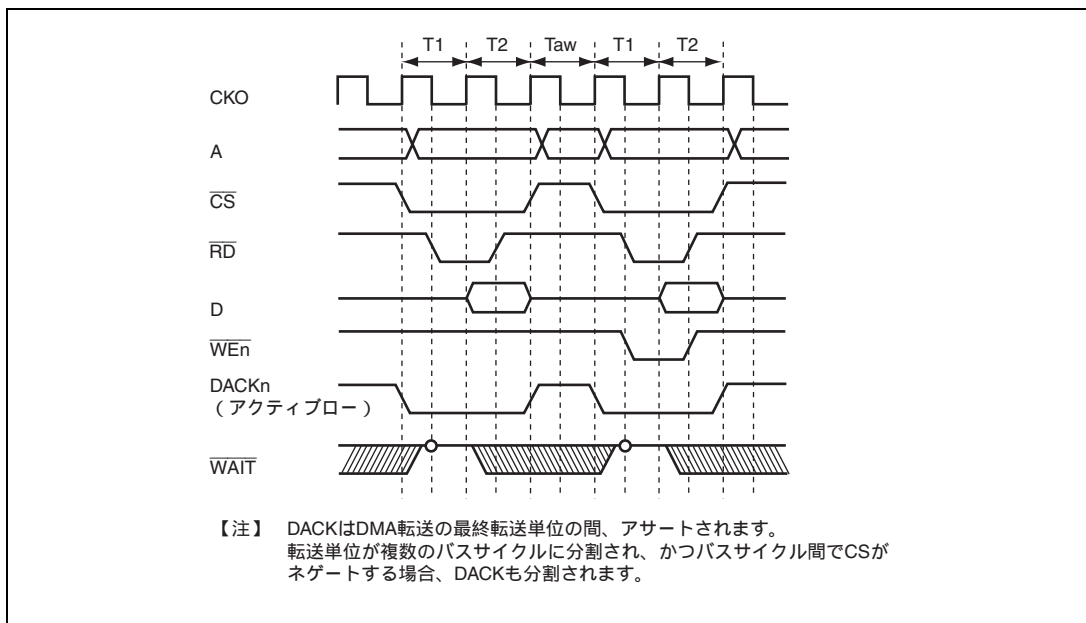 T1 T2 Taw T1 T2
CKO
A
CS
RD
D
WEn
DACKn
（アクティブロー）
WAIT
【注】 DACKはDMA転送の最終転送単位の間、アサートされます。
転送単位が複数のバスサイクルに分割され、かつバスサイクル間でCSが
ネゲートする場合、DACKも分割されます。